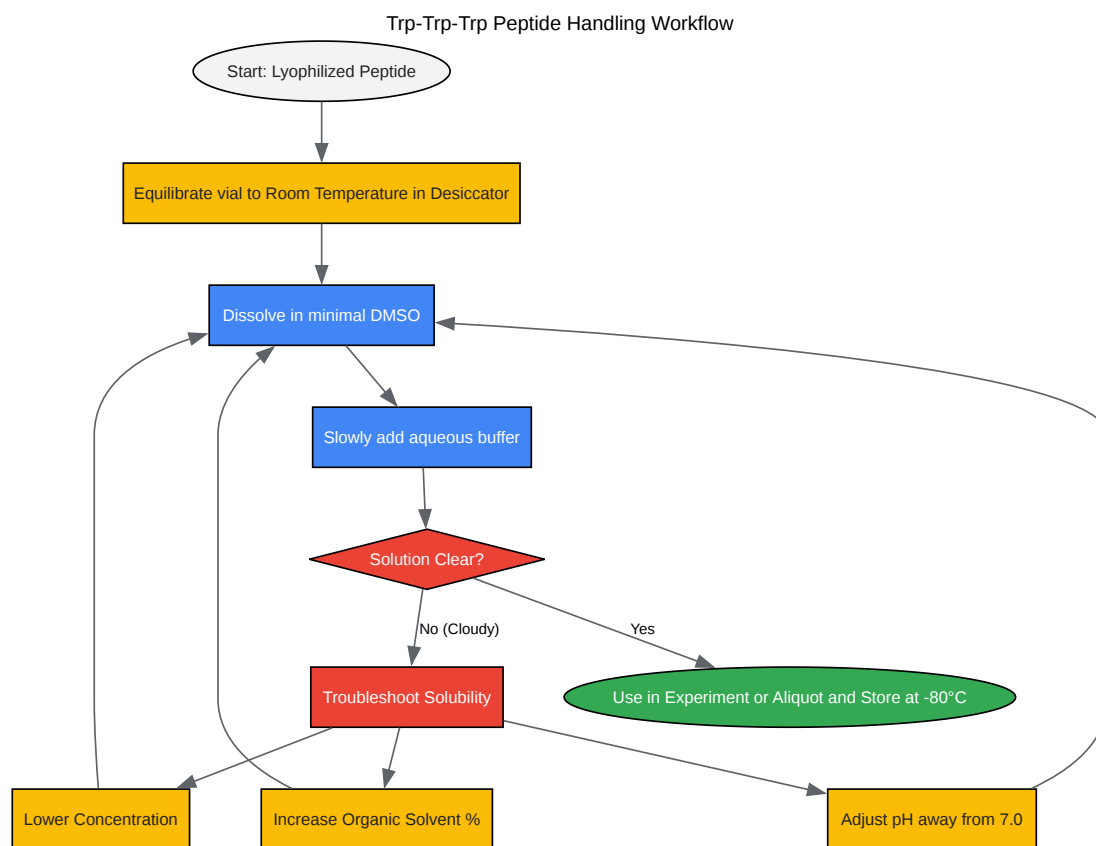 Trp-Trp-Trp Peptide Handling Workflow
Start: Lyophilized Peptide
Equilibrate vial to Room Temperature in Desiccator
Dissolve in minimal DMSO
Slowly add aqueous buffer
Solution Clear?
No (Cloudy)
Yes
Troubleshoot Solubility
Use in Experiment or Aliquot and Store at -80°C
Lower Concentration
Increase Organic Solvent %
Adjust pH away from 7.0